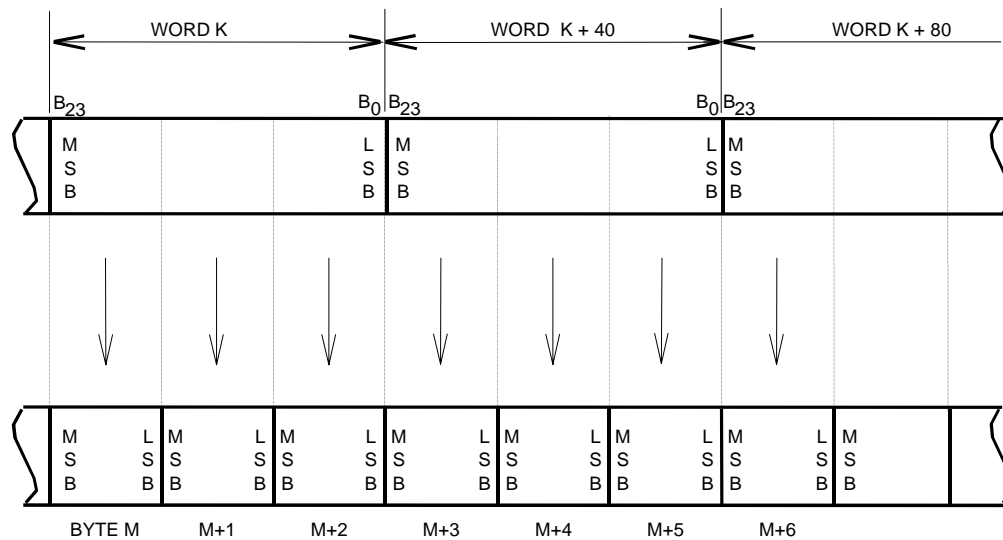 WORD K WORD K + 40 WORD K + 80
B23 B0 B23 B0 B23
M L M L M
S S S S S
B B B B B
M L M L M L M L M L M L M L M
S S S S S S S S S S S S S S S
B B B B B B B B B B B B B B B
BYTE M M+1 M+2 M+3 M+4 M+5 M+6